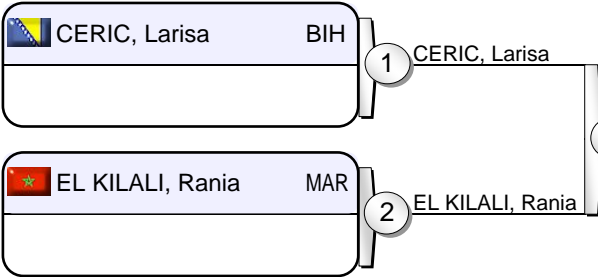 CERIC, Larisa BIH
1 CERIC, Larisa
EL KILALI, Rania MAR
2 EL KILALI, Rania